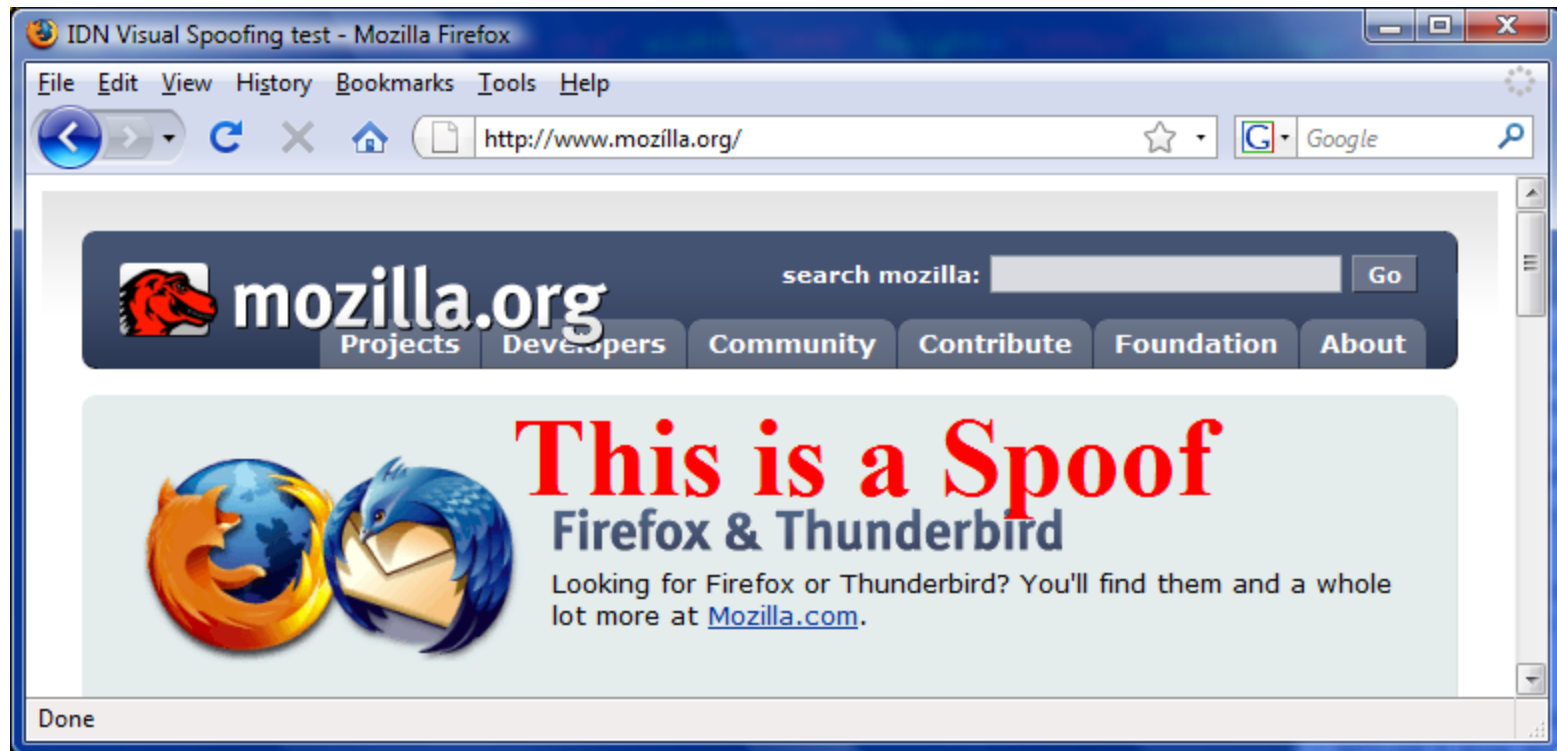 IDN Visual Spoofing test - Mozilla Firefox
File Edit View History Bookmarks Tools Help
http://www.mozílla.org/
G Google
mozilla.org
search mozilla: Go
Projects Developers Community Contribute Foundation About
This is a Spoof
Firefox & Thunderbird
Looking for Firefox or Thunderbird? You'll find them and a whole
lot more at Mozilla.com.
Done